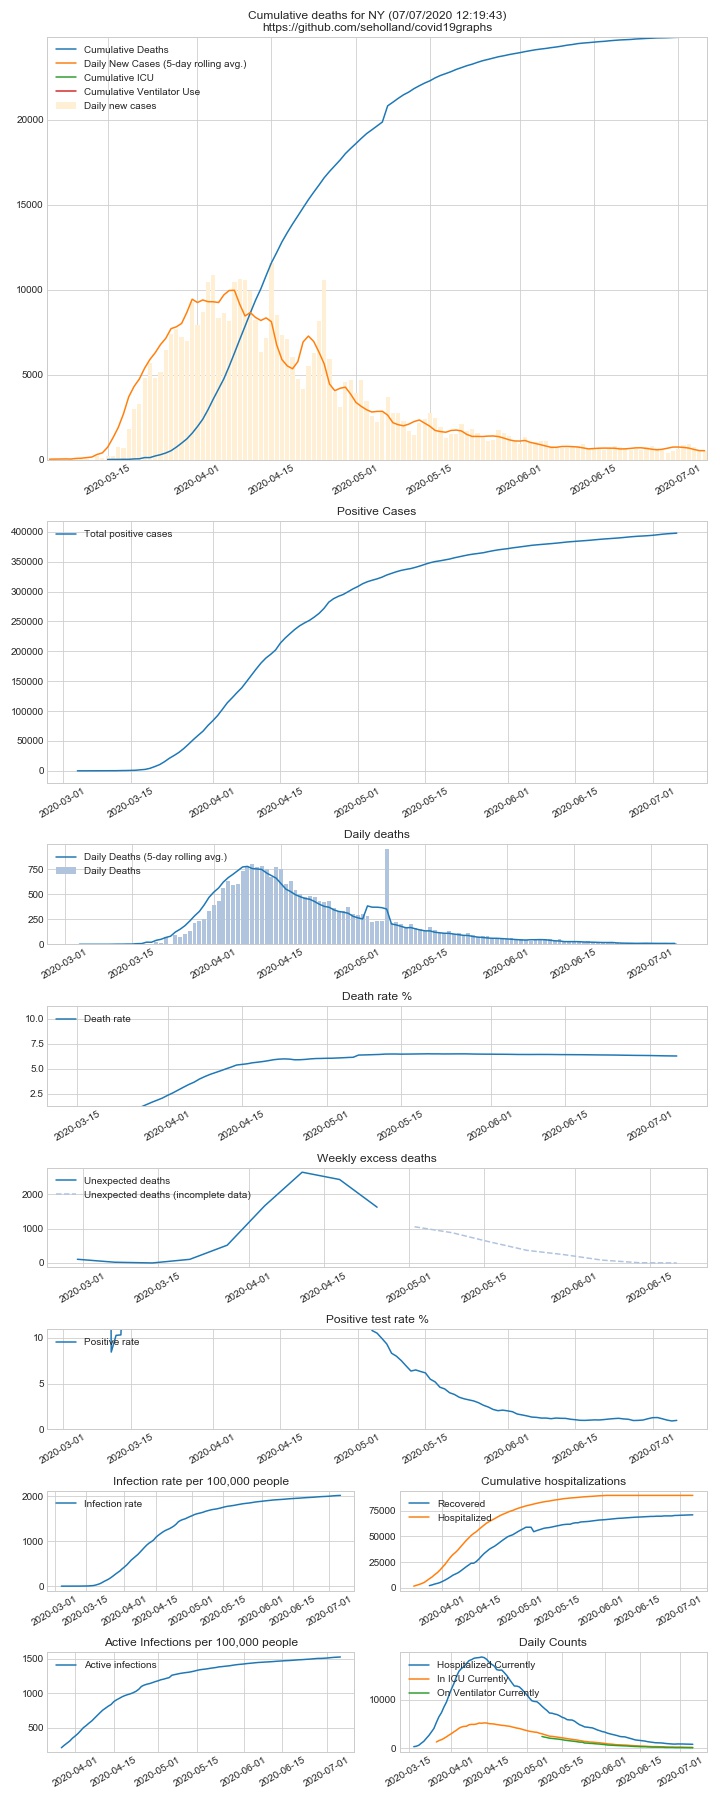 Cumulative deaths for NY (07/07/2020 12:19:43)
https://github.com/seholland/covid19graphs
Cumulative Deaths
Daily New Cases (5-day rolling avg.)
Cumulative ICU
Cumulative Ventilator Use
Daily new cases
20000
15000
10000
5000
0
2020-03-15 2020-04-01 2020-04-15 2020-05-01 2020-05-15 2020-06-01 2020-06-15 2020-07-01
Positive Cases
Total positive cases
400000
350000
300000
250000
200000
150000
100000
50000
0
2020-03-01 2020-03-15 2020-04-01 2020-04-15 2020-05-01 2020-05-15 2020-06-01 2020-06-15 2020-07-01
Daily deaths
Daily Deaths (5-day rolling avg.)
Daily Deaths
750
500
250
0
2020-03-01 2020-03-15 2020-04-01 2020-04-15 2020-05-01 2020-05-15 2020-06-01 2020-06-15 2020-07-01
Death rate %
Death rate
10.0
7.5
5.0
2.5
2020-03-15 2020-04-01 2020-04-15 2020-05-01 2020-05-15 2020-06-01 2020-06-15 2020-07-01
Weekly excess deaths
Unexpected deaths
Unexpected deaths (incomplete data)
2000
1000
0
2020-03-01 2020-03-15 2020-04-01 2020-04-15 2020-05-01 2020-05-15 2020-06-01 2020-06-15
Positive test rate %
Positive rate
10
5
0
2020-03-01 2020-03-15 2020-04-01 2020-04-15 2020-05-01 2020-05-15 2020-06-01 2020-06-15 2020-07-01
Infection rate per 100,000 people
Infection rate
2000
1000
0
2020-03-01 2020-03-15 2020-04-01 2020-04-15 2020-05-01 2020-05-15 2020-06-01 2020-06-15 2020-07-01
Cumulative hospitalizations
Recovered
Hospitalized
75000
50000
25000
0
2020-04-01 2020-04-15 2020-05-01 2020-05-15 2020-06-01 2020-06-15 2020-07-01
Active Infections per 100,000 people
Active infections
1500
1000
500
2020-04-01 2020-04-15 2020-05-01 2020-05-15 2020-06-01 2020-06-15 2020-07-01
Daily Counts
Hospitalized Currently
In ICU Currently
On Ventilator Currently
10000
0
2020-03-15 2020-04-01 2020-04-15 2020-05-01 2020-05-15 2020-06-01 2020-06-15 2020-07-01